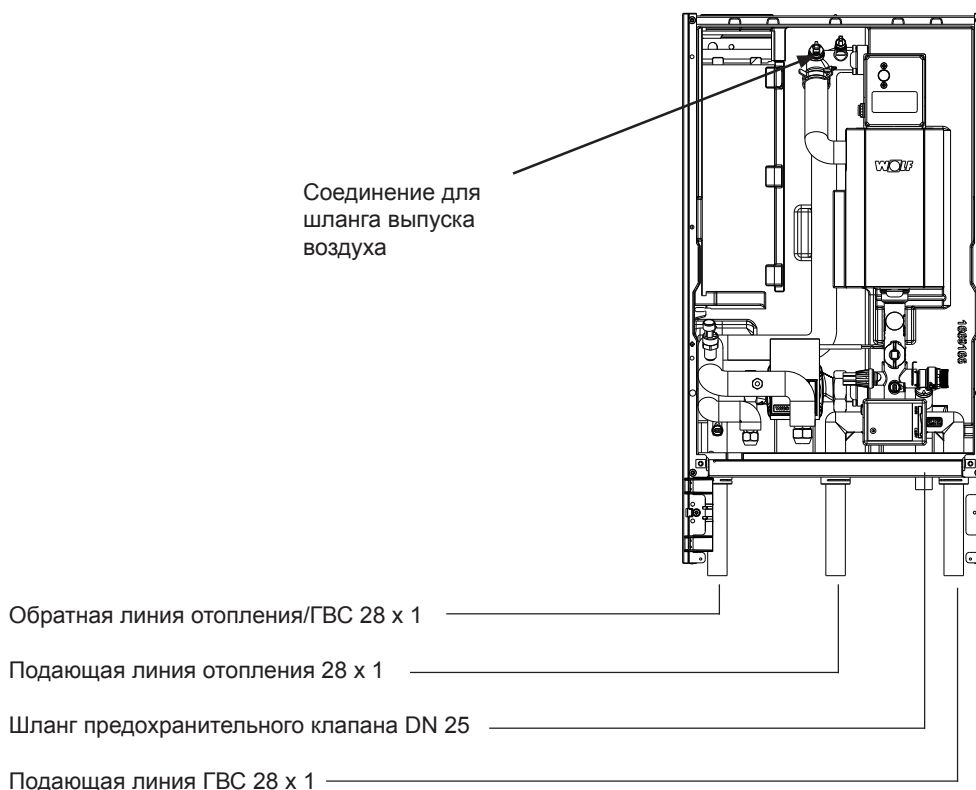 Соединение для
шланга выпуска
воздуха
WOLF
Обратная линия отопления/ГВС 28 x 1
Подающая линия отопления 28 x 1
Шланг предохранительного клапана DN 25
Подающая линия ГВС 28 x 1